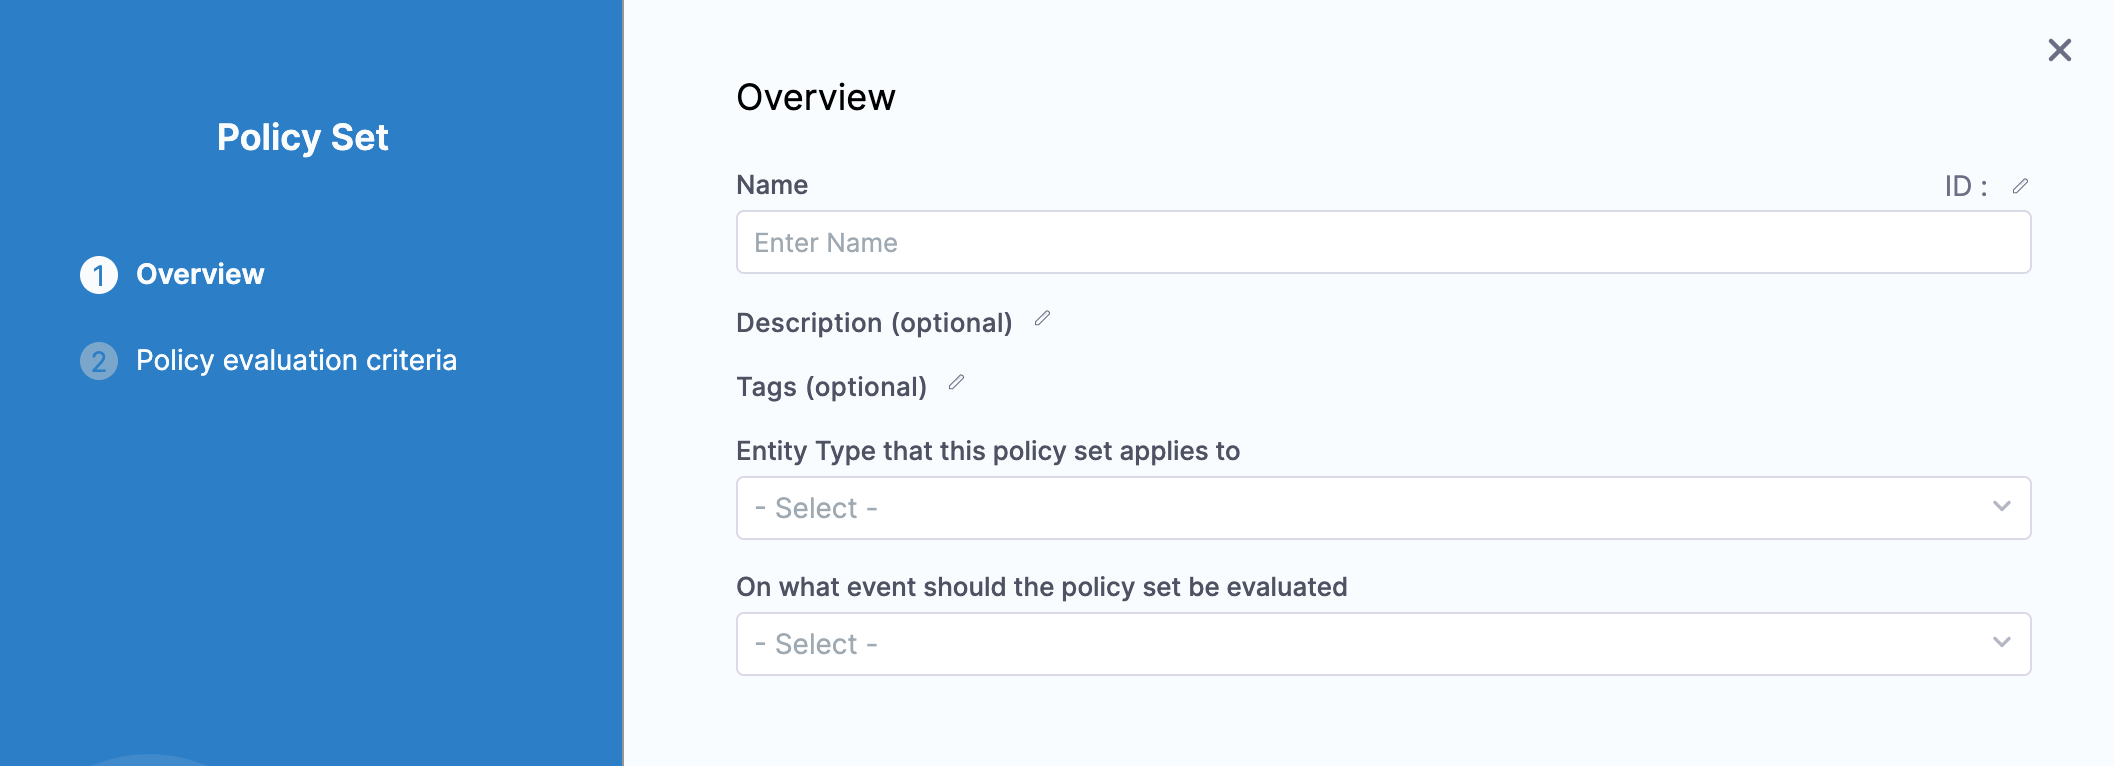 Policy Set
1 Overview
2 Policy evaluation criteria
Overview
Name
ID :
Enter Name
Description (optional)
Tags (optional)
Entity Type that this policy set applies to
- Select -
On what event should the policy set be evaluated
- Select -